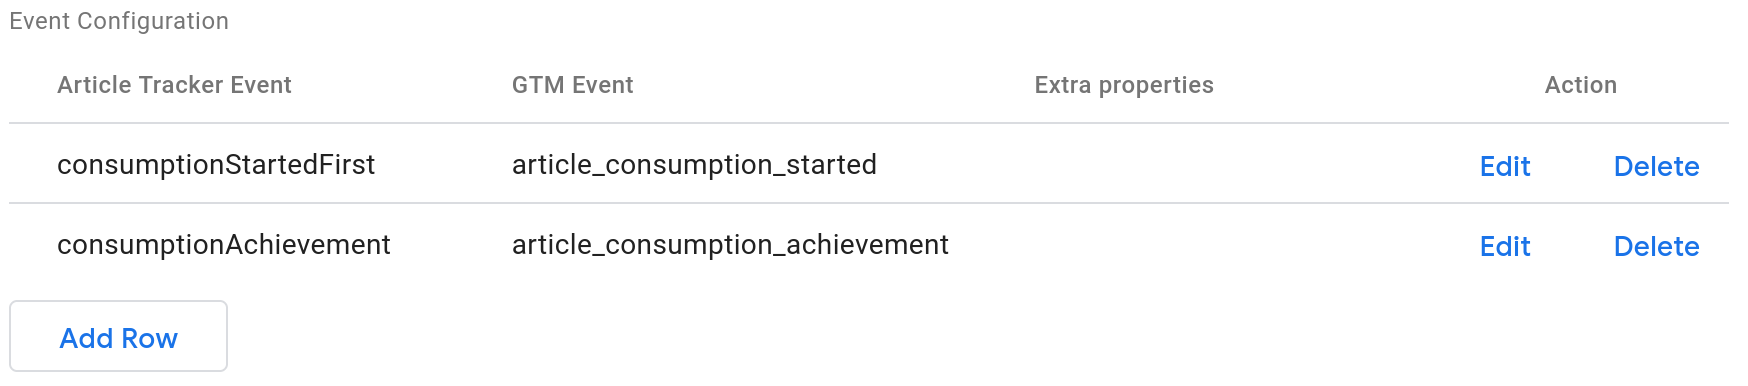 Event Configuration
Article Tracker Event GTM Event Extra properties Action
consumptionStartedFirst article_consumption_started Edit Delete
consumptionAchievement article_consumption_achievement Edit Delete
Add Row